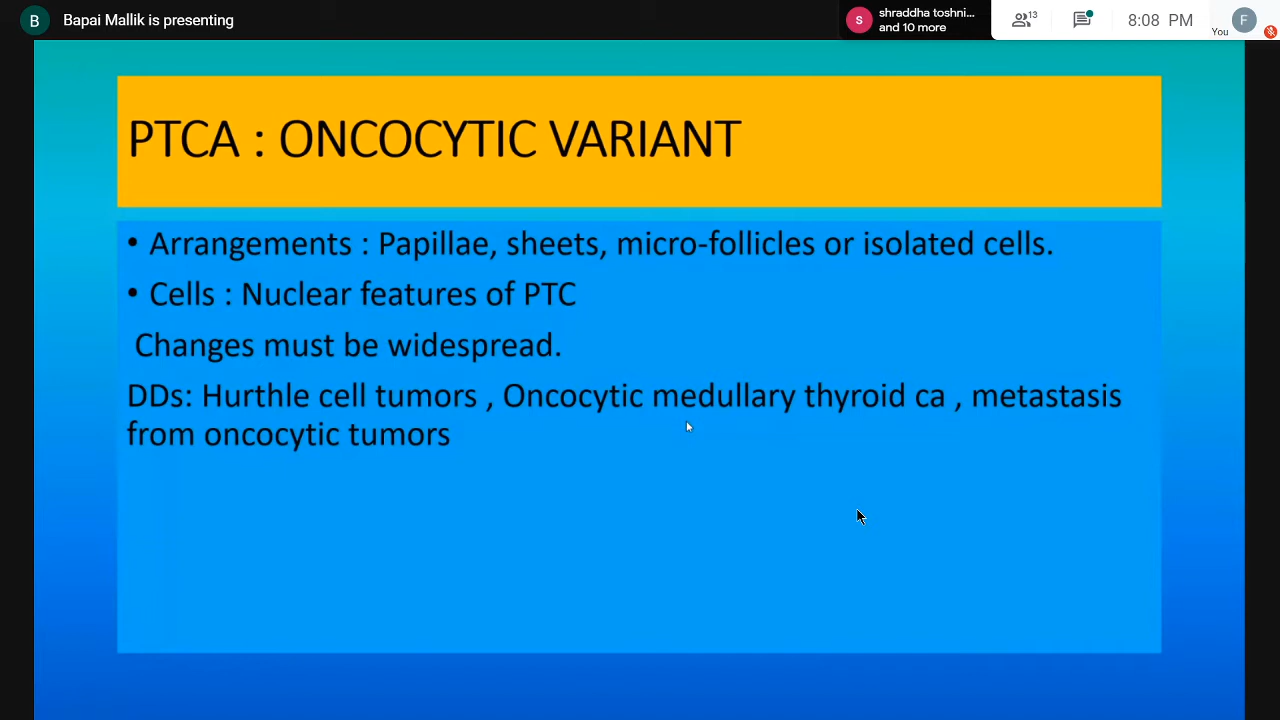 B Bapai Mallik is presenting
S shraddha toshni...
and 10 more
13
8:08 PM
You F
PTCA : ONCOCYTIC VARIANT
• Arrangements : Papillae, sheets, micro-follicles or isolated cells.
• Cells : Nuclear features of PTC
Changes must be widespread.
DDs: Hurthle cell tumors , Oncocytic medullary thyroid ca , metastasis
from oncocytic tumors